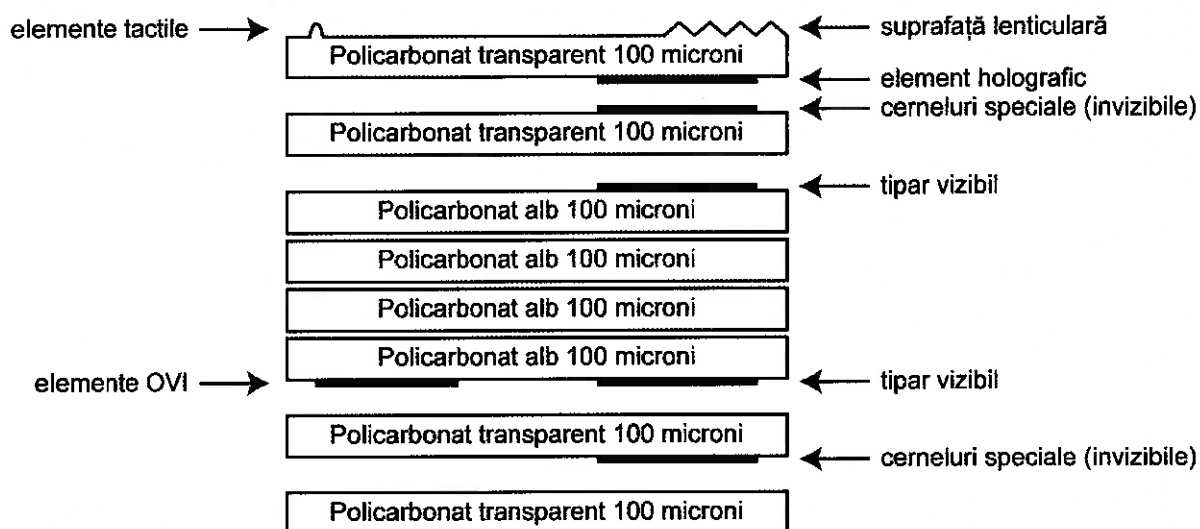 elemente tactile
suprafață lenticulară
Policarbonat transparent 100 microni
element holografic
cerneluri speciale (invizibile)
Policarbonat transparent 100 microni
tipar vizibil
Policarbonat alb 100 microni
Policarbonat alb 100 microni
Policarbonat alb 100 microni
Policarbonat alb 100 microni
elemente OVI
tipar vizibil
Policarbonat transparent 100 microni
cerneluri speciale (invizibile)
Policarbonat transparent 100 microni